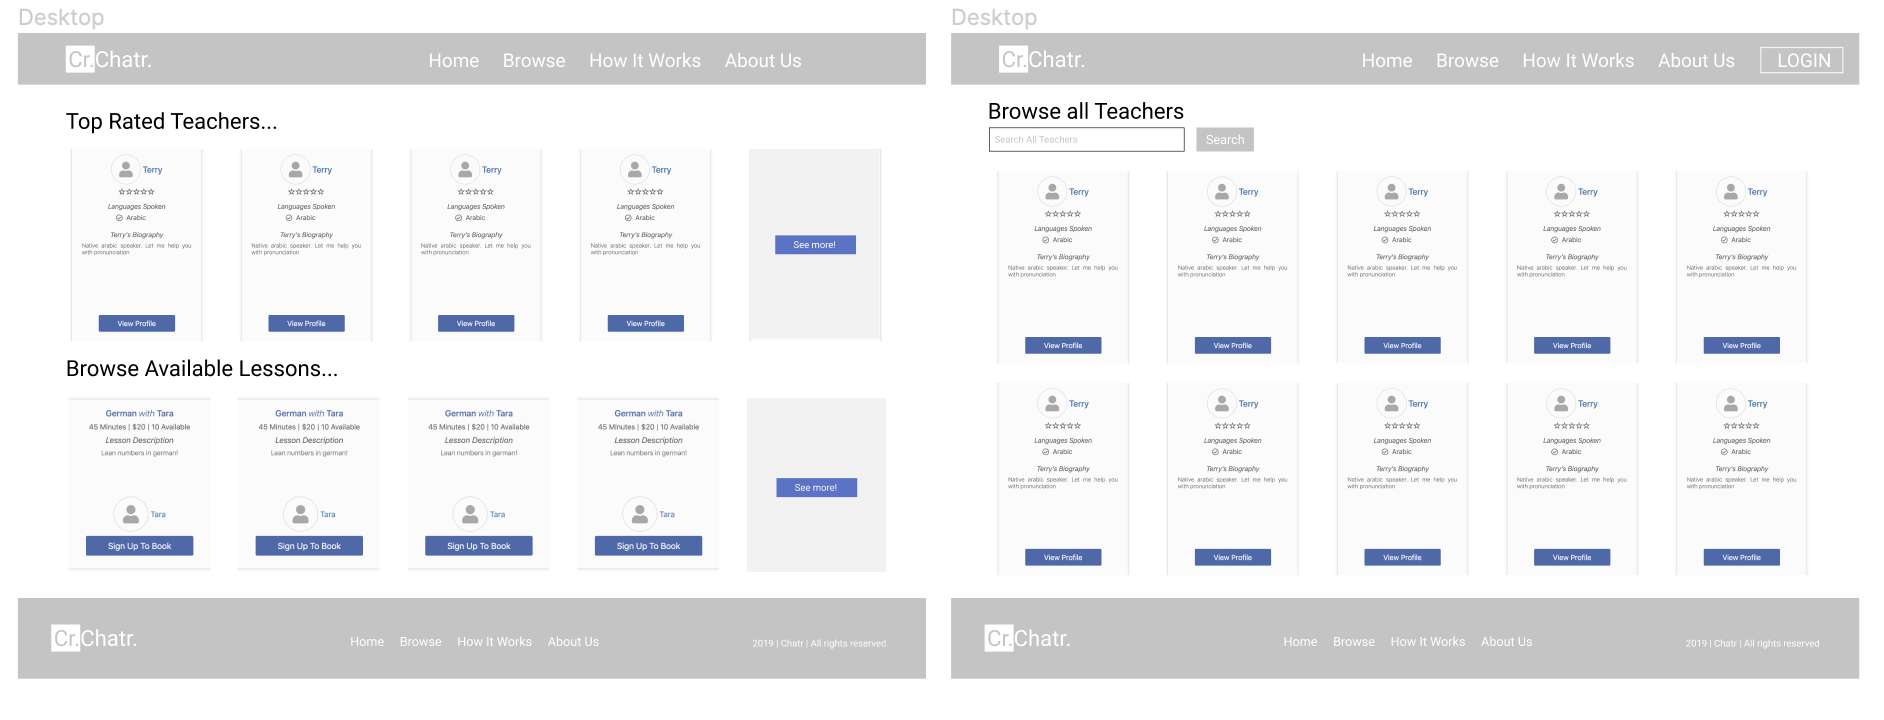 Desktop
Cr.Chatr.
Home Browse How It Works About Us
Top Rated Teachers...
Terry Terry Terry Terry
Languages Spoken Languages Spoken Languages Spoken Languages Spoken
Arabic Arabic Arabic Arabic
Terry's Biography Terry's Biography Terry's Biography Terry's Biography
See more!
Native arabic speaker. Let me help you Native arabic speaker. Let me help you Native arabic speaker. Let me help you Native arabic speaker. Let me help you
with pronunciation with pronunciation with pronunciation with pronunciation
View Profile View Profile View Profile View Profile
Browse Available Lessons...
German with Tara German with Tara German with Tara German with Tara
45 Minutes | $20 | 10 Available 45 Minutes | $20 | 10 Available 45 Minutes | $20 | 10 Available 45 Minutes | $20 | 10 Available
Lesson Description Lesson Description Lesson Description Lesson Description
Lean numbers in german! Lean numbers in german! Lean numbers in german! Lean numbers in german!
See more!
Tara Tara Tara Tara
Sign Up To Book Sign Up To Book Sign Up To Book Sign Up To Book
Cr.Chatr.
Home Browse How It Works About Us
2019 | Chatr | All rights reserved
Desktop
Cr.Chatr.
Home Browse How It Works About Us LOGIN
Browse all Teachers
Search All Teachers Search
Terry Terry Terry Terry Terry
Languages Spoken Languages Spoken Languages Spoken Languages Spoken Languages Spoken
Arabic Arabic Arabic Arabic Arabic
Terry's Biography Terry's Biography Terry's Biography Terry's Biography Terry's Biography
Native arabic speaker. Let me help you Native arabic speaker. Let me help you Native arabic speaker. Let me help you Native arabic speaker. Let me help you Native arabic speaker. Let me help you
with pronunciation with pronunciation with pronunciation with pronunciation with pronunciation
View Profile View Profile View Profile View Profile View Profile
Terry Terry Terry Terry Terry
Languages Spoken Languages Spoken Languages Spoken Languages Spoken Languages Spoken
Arabic Arabic Arabic Arabic Arabic
Terry's Biography Terry's Biography Terry's Biography Terry's Biography Terry's Biography
Native arabic speaker. Let me help you Native arabic speaker. Let me help you Native arabic speaker. Let me help you Native arabic speaker. Let me help you Native arabic speaker. Let me help you
with pronunciation with pronunciation with pronunciation with pronunciation with pronunciation
View Profile View Profile View Profile View Profile View Profile
Cr.Chatr.
Home Browse How It Works About Us
2019 | Chatr | All rights reserved